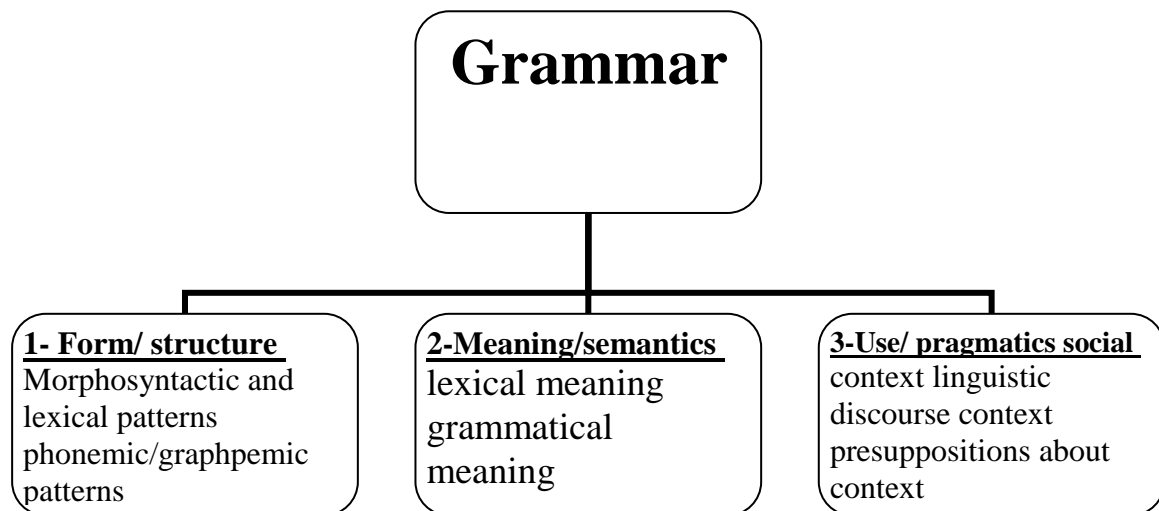 Grammar
1- Form/ structure
Morphosyntactic and
lexical patterns
phonemic/graphpemic
patterns
2-Meaning/semantics
lexical meaning
grammatical
meaning
3-Use/ pragmatics social
context linguistic
discourse context
presuppositions about
context